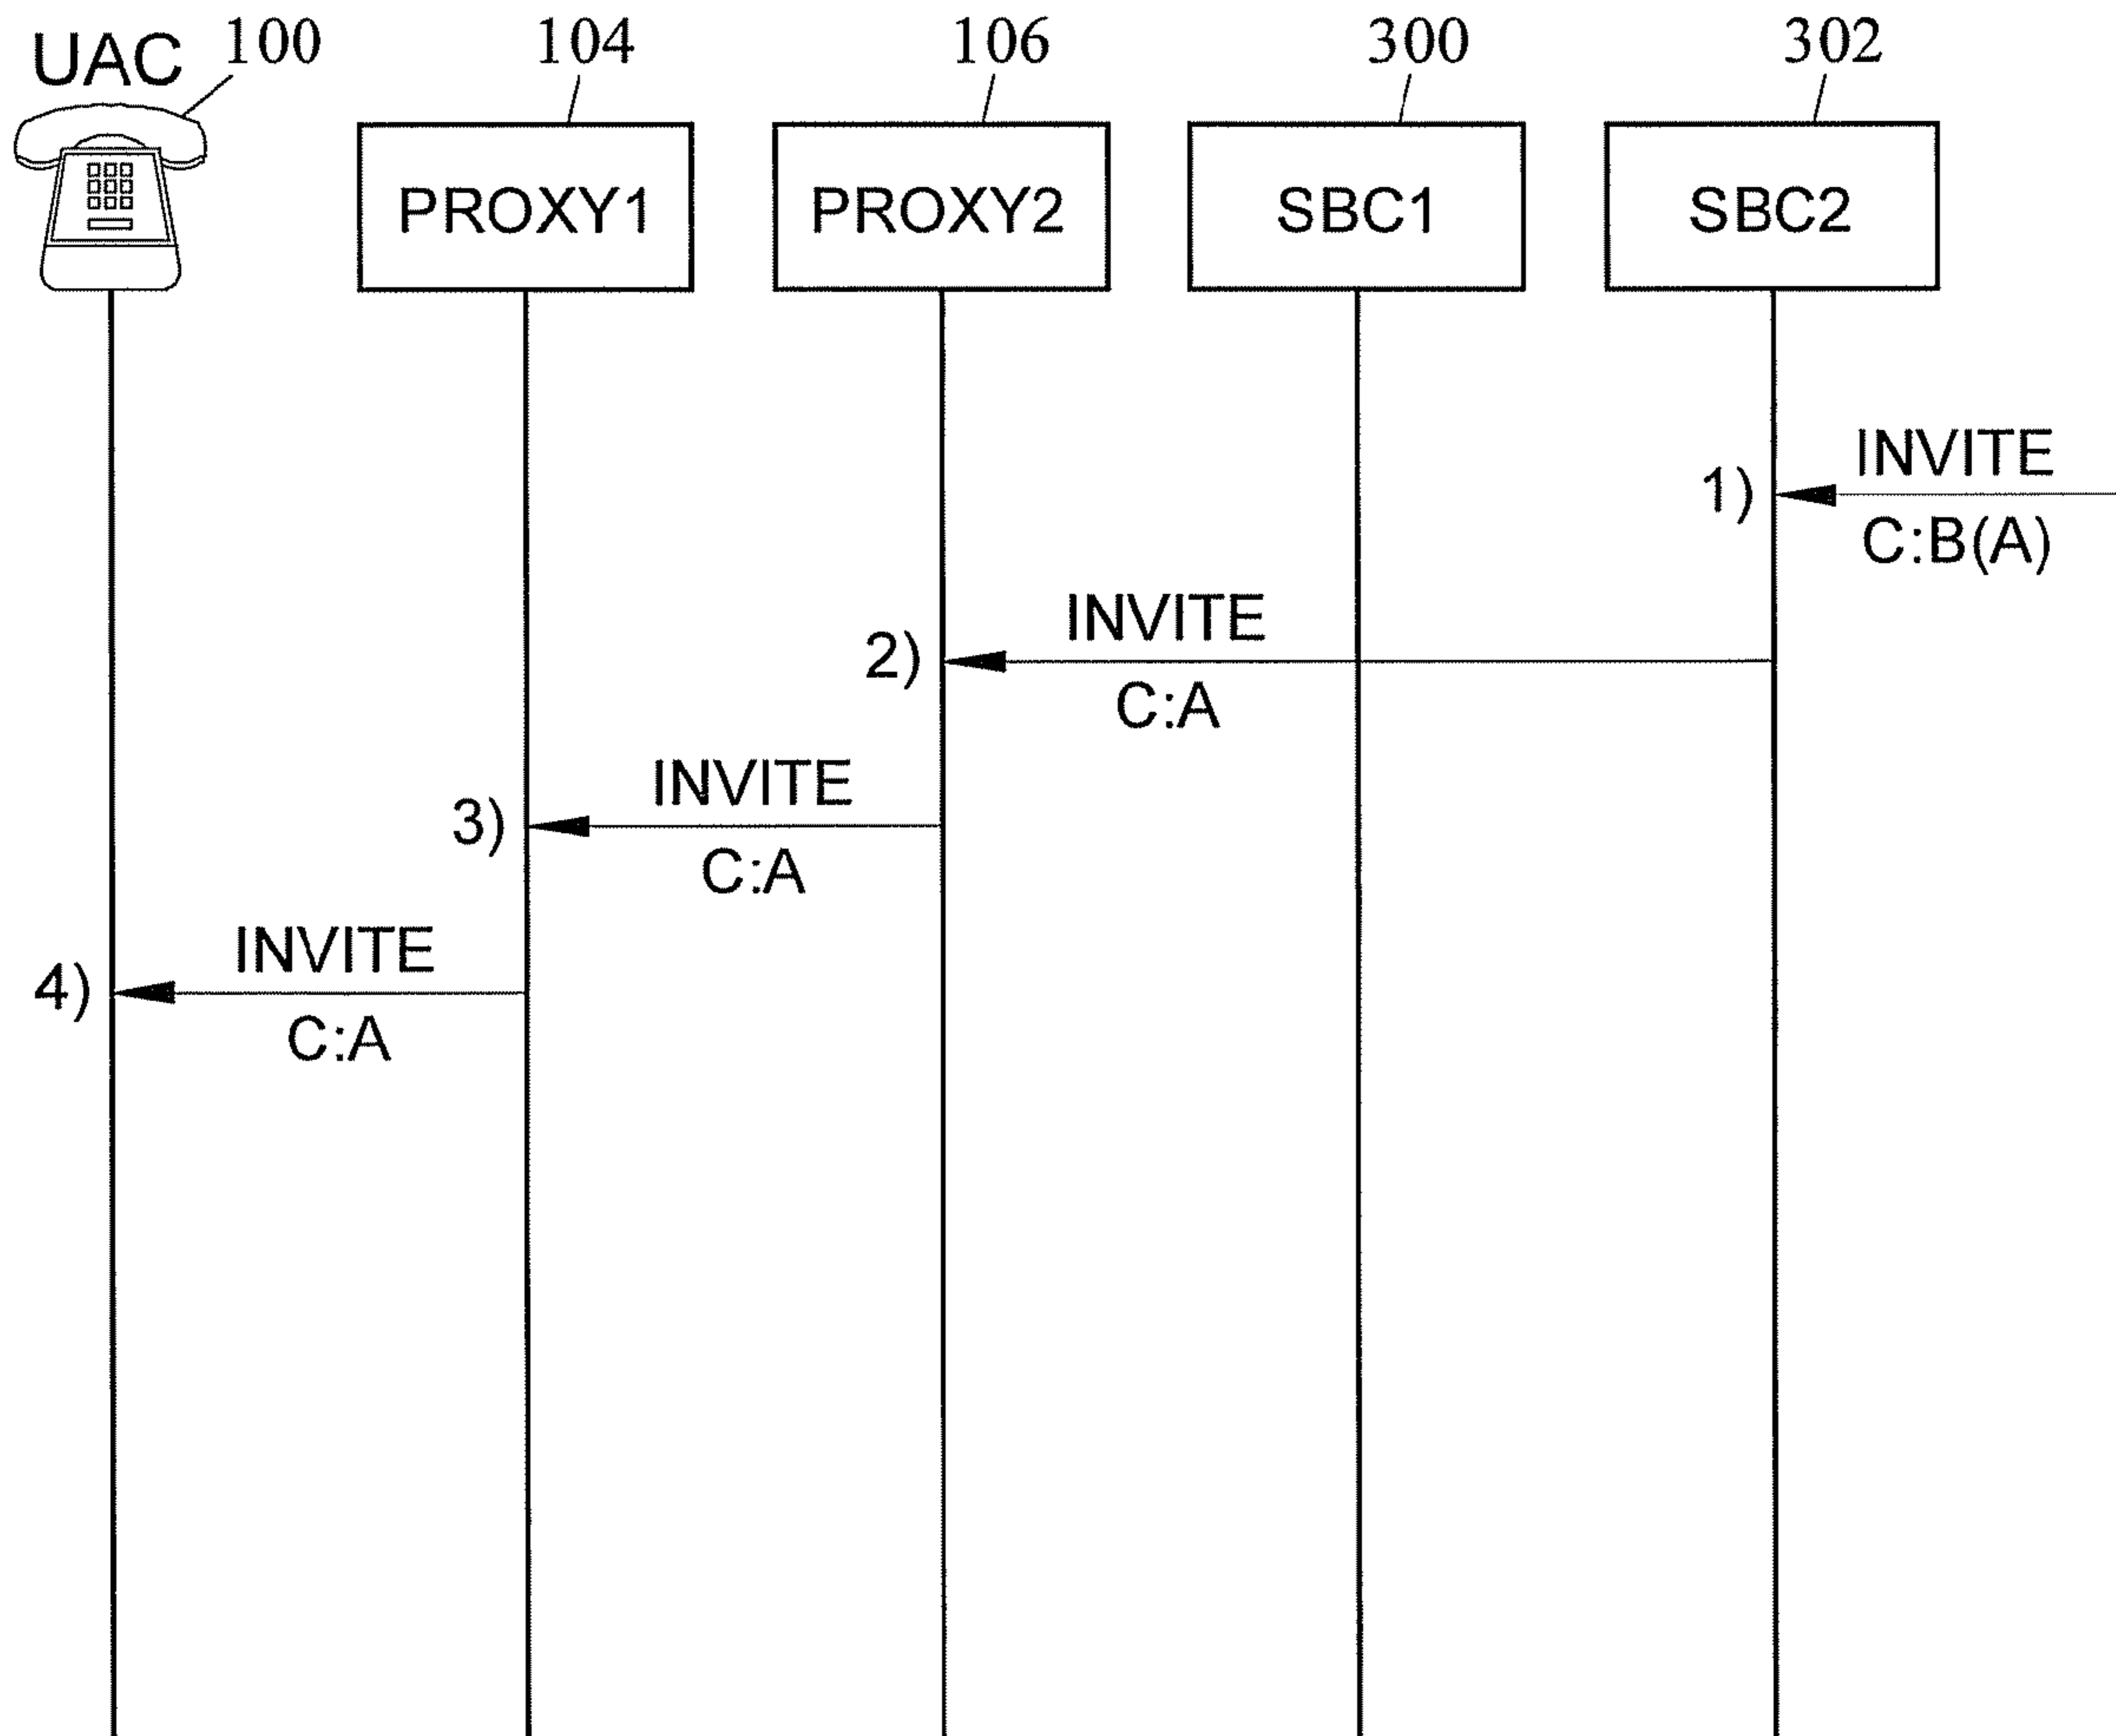 UAC 100 104 106 300 302
PROXY1 PROXY2 SBC1 SBC2
INVITE
1)
C:B(A)
INVITE
2)
C:A
INVITE
3)
C:A
INVITE
4)
C:A